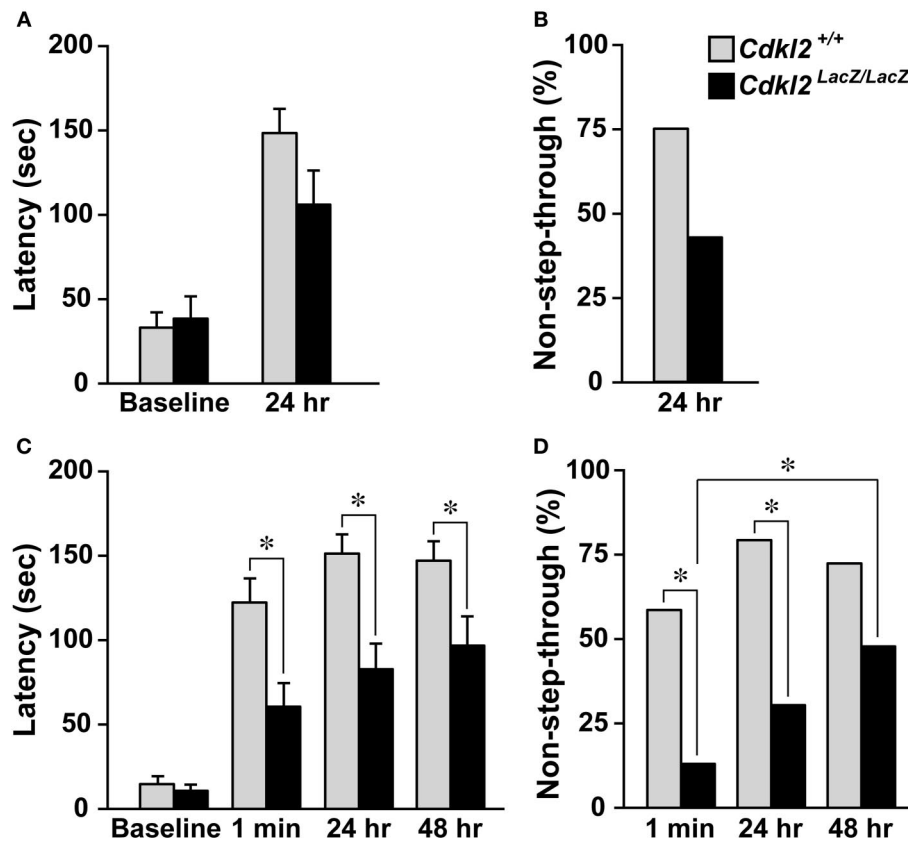 A
Latency (sec)
200
150
100
50
0
Baseline 24 hr
B
Non-step-through (%)
100
75
50
25
0
24 hr
Cdkl2 +/+
Cdkl2 LacZ/LacZ
C
Latency (sec)
200
150
100
50
0
* * *
Baseline 1 min 24 hr 48 hr
D
Non-step-through (%)
100
75
50
25
0
*
*
*
1 min 24 hr 48 hr